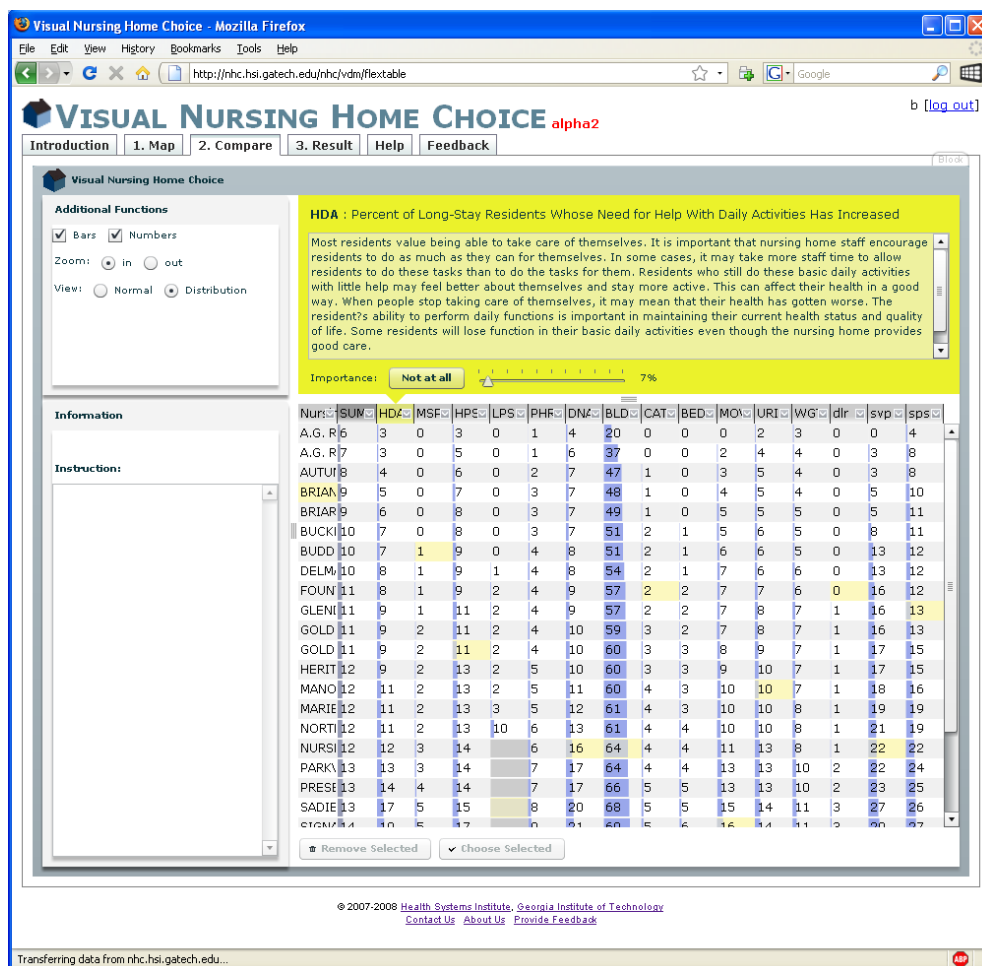 Visual Nursing Home Choice - Mozilla Firefox
File Edit View History Bookmarks Tools Help
http://nhc.hsi.gatech.edu/nhc/vdm/flextable
Google
b [log out]
VISUAL NURSING HOME CHOICE alpha2
Introduction 1. Map 2. Compare 3. Result Help Feedback
Block
Visual Nursing Home Choice
Additional Functions
Bars Numbers
Zoom: in out
View: Normal Distribution
HDA : Percent of Long-Stay Residents Whose Need for Help With Daily Activities Has Increased
Most residents value being able to take care of themselves. It is important that nursing home staff encourage
residents to do as much as they can for themselves. In some cases, it may take more staff time to allow
residents to do these tasks than to do the tasks for them. Residents who still do these basic daily activities
with little help may feel better about themselves and stay more active. This can affect their health in a good
way. When people stop taking care of themselves, it may mean that their health has gotten worse. The
resident?s ability to perform daily functions is important in maintaining their current health status and quality
of life. Some residents will lose function in their basic daily activities even though the nursing home provides
good care.
Importance: Not at all 7%
Information
Instruction:
SUM HDA HPS LPS PHR BLD CAT BED URI dlr svp sps
A.G. R 6 3 0 3 0 1 4 20 0 0 0 2 3 0 0 4
A.G. R 7 3 0 5 0 1 6 37 0 0 2 4 4 0 3 8
AUTUM 8 4 0 6 0 2 7 47 1 0 3 5 4 0 3 8
BRIAN 9 5 0 7 0 3 7 48 1 0 4 5 4 0 5 10
BRIAR 9 6 0 8 0 3 7 49 1 0 5 5 5 0 5 11
BUCKI 10 7 0 8 0 3 7 51 2 1 5 6 5 0 8 11
BUDD 10 7 1 9 0 4 8 51 2 1 6 6 5 0 13 12
DELMA 10 8 1 9 1 4 8 54 2 1 7 6 6 0 13 12
FOUN 11 8 1 9 2 4 9 57 2 2 7 7 6 0 16 12
GLEN 11 9 1 11 2 4 9 57 2 2 7 8 7 1 16 13
GOLD 11 9 2 11 2 4 10 59 3 2 7 8 7 1 16 13
GOLD 11 9 2 11 2 4 10 60 3 3 8 9 7 1 17 15
HERIT 12 9 2 13 2 5 10 60 3 3 9 10 7 1 17 15
MANO 12 11 2 13 2 5 11 60 4 3 10 10 7 1 18 16
MARIE 12 11 2 13 3 5 12 61 4 3 10 10 8 1 19 19
NORTI 12 11 2 13 10 6 13 61 4 4 10 10 8 1 21 19
NURSI 12 12 3 14 6 16 64 4 4 11 13 8 1 22 22
PARK 13 13 3 14 7 17 64 4 4 13 13 10 2 22 24
PRESE 13 14 4 14 7 17 66 5 5 13 13 10 2 23 25
SADIE 13 17 5 15 8 20 68 5 5 15 14 11 3 27 26
Remove Selected Choose Selected
© 2007-2008 Health Systems Institute, Georgia Institute of Technology
Contact Us About Us Provide Feedback
Transferring data from nhc.hsi.gatech.edu...
ABP